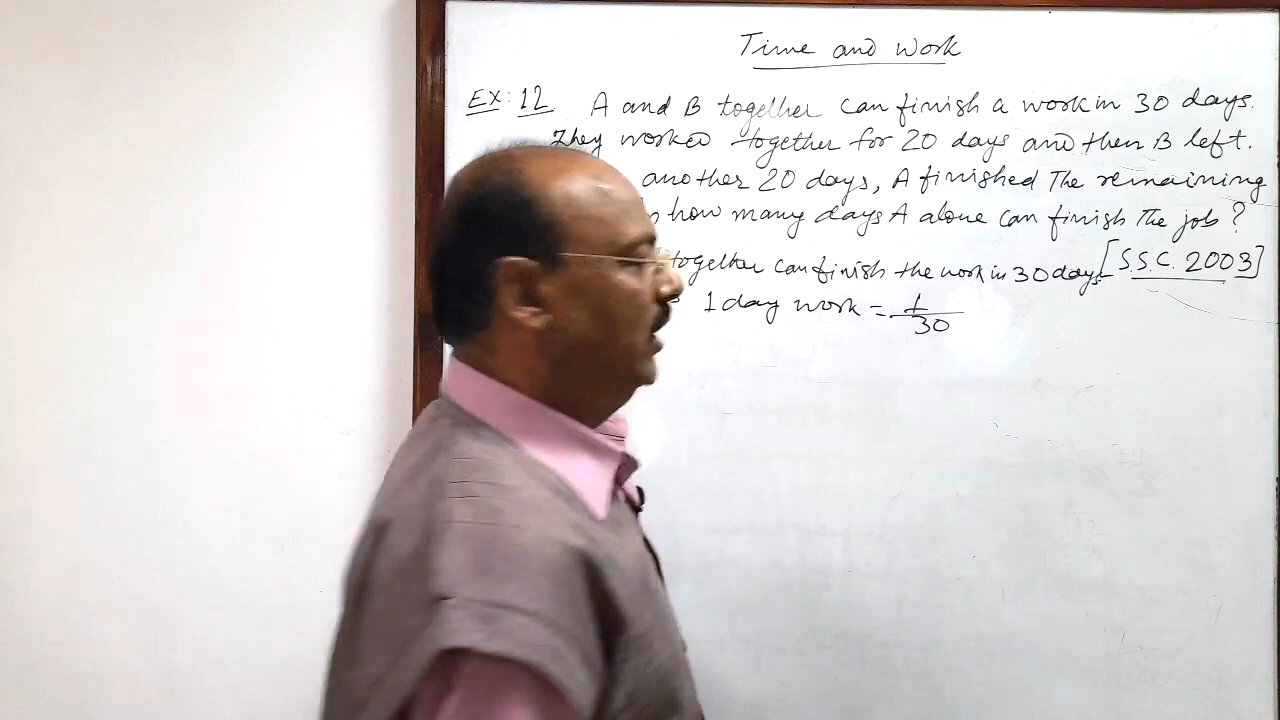 Time and work
Ex: 12 A and B together can finish a work in 30 days.
They worked together for 20 days and then B left.
another 20 days, A finished The remaining
how many days A alone can finish The job?
together can finish the work in 30 days [S.S.C. 2003]
1 day work = 1/30